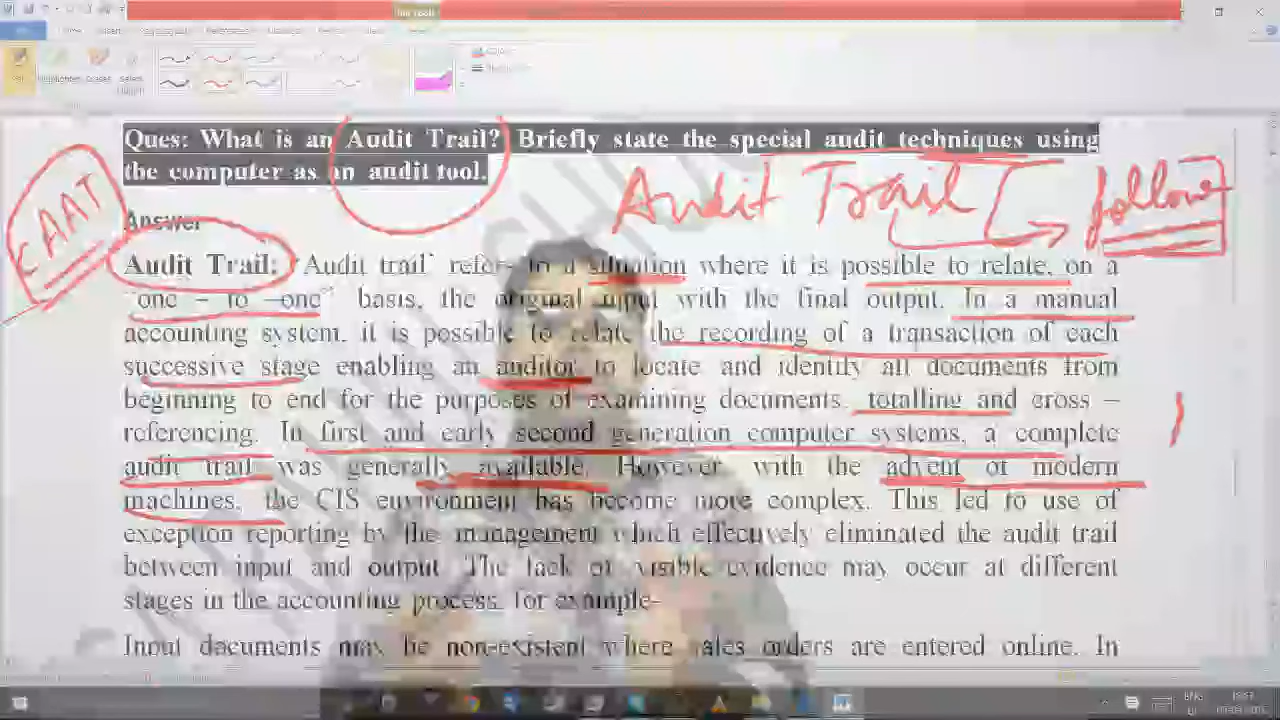 Ques: What is an Audit Trail? Briefly state the special audit techniques using
the computer as an audit tool.
Audit Trail follow
CAAT
Answer
Audit Trail: 'Audit trail' refers to a situation where it is possible to relate, on a
"one – to –one" basis, the original input with the final output. In a manual
accounting system, it is possible to relate the recording of a transaction of each
successive stage enabling an auditor to locate and identify all documents from
beginning to end for the purposes of examining documents, totalling and cross –
referencing. In first and early second generation computer systems, a complete
audit trail was generally available. However with the advent of modern
machines, the CIS environment has become more complex. This led to use of
exception reporting by the management which effectively eliminated the audit trail
between input and output. The lack of visible evidence may occur at different
stages in the accounting process, for example-
Input documents may be non-existent where sales orders are entered online. In